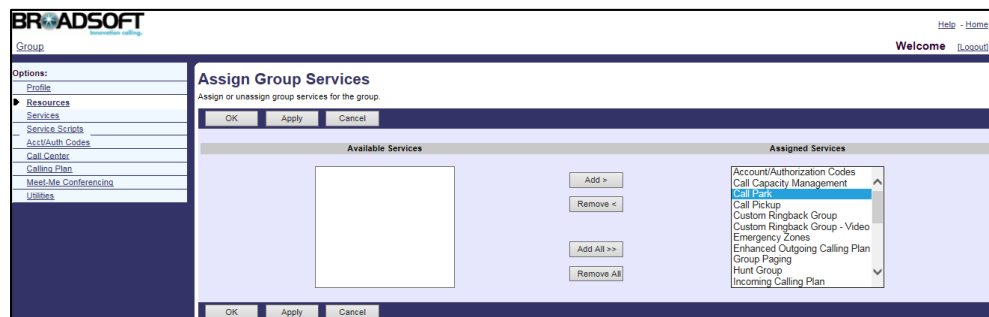 BROADSOFT
Innovation calling.
Help - Home
Group
Welcome [Logout]
Options:
Profile
Resources
Services
Service Scripts
Acct/Auth Codes
Call Center
Calling Plan
Meet-Me Conferencing
Utilities
Assign Group Services
Assign or unassign group services for the group.
OK Apply Cancel
Available Services
Assigned Services
Add >
Remove <
Add All >>
Remove All
Account/Authorization Codes
Call Capacity Management
Call Park
Call Pickup
Custom Ringback Group
Custom Ringback Group - Video
Emergency Zones
Enhanced Outgoing Calling Plan
Group Paging
Hunt Group
Incoming Calling Plan
OK Apply Cancel